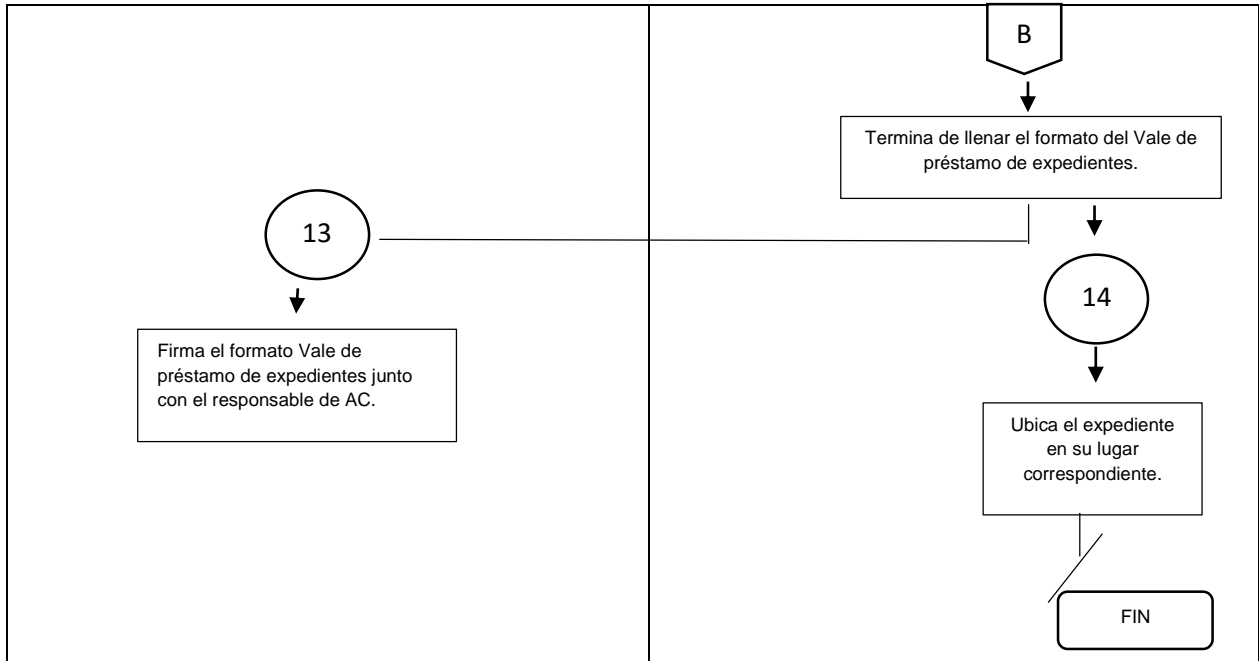 B
Termina de llenar el formato del Vale de
préstamo de expedientes.
13
14
Firma el formato Vale de
préstamo de expedientes junto
con el responsable de AC.
Ubica el expediente
en su lugar
correspondiente.
FIN